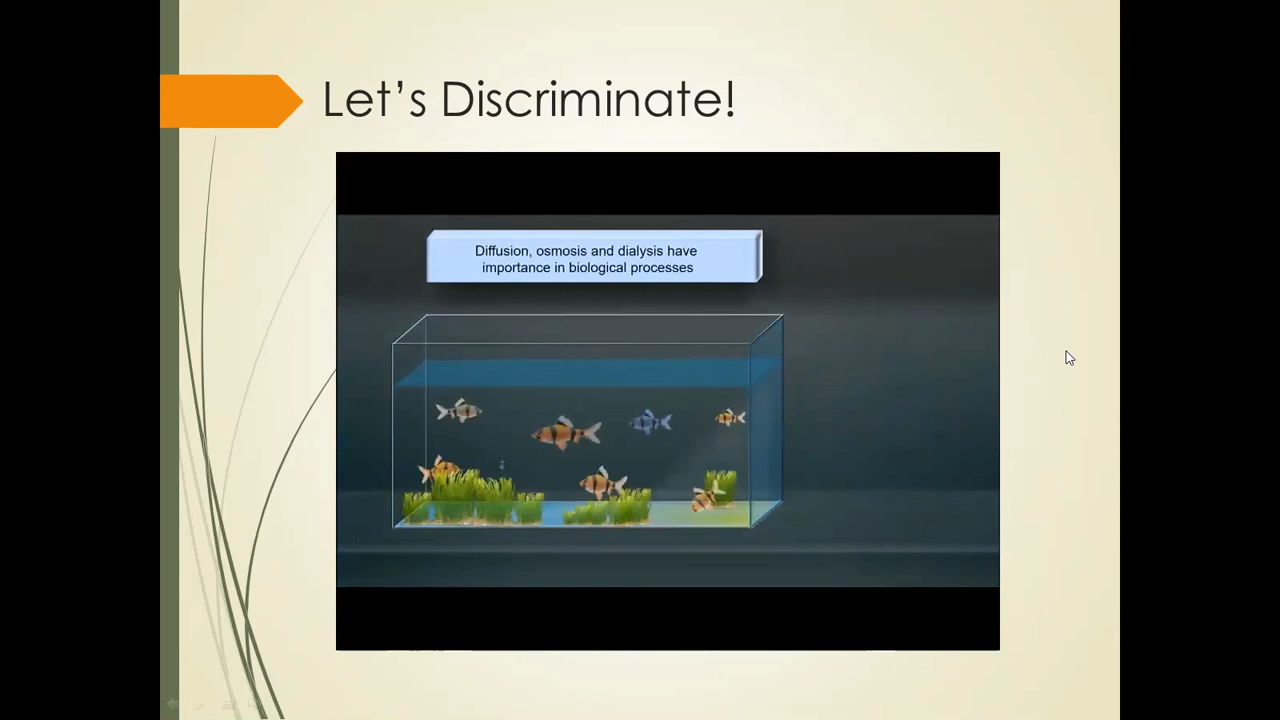 Let's Discriminate!
Diffusion, osmosis and dialysis have
importance in biological processes